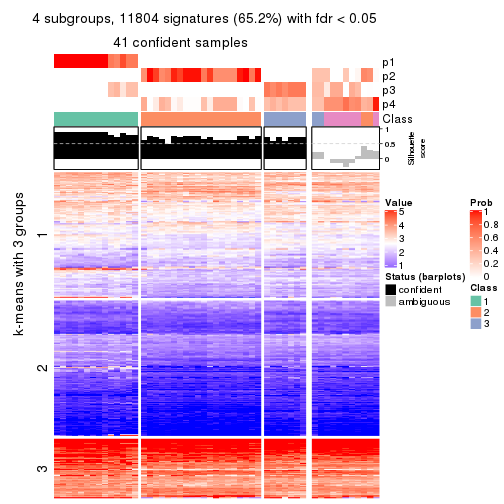 4 subgroups, 11804 signatures (65.2%) with fdr < 0.05
41 confident samples
p1
p2
p3
p4
Class
1
0.5
0
Silhouette
score
k-means with 3 groups
1
2
3
Value
5
4
3
2
1
Status (barplots)
confident
ambiguous
Prob
1
0.8
0.6
0.4
0.2
0
Class
1
2
3